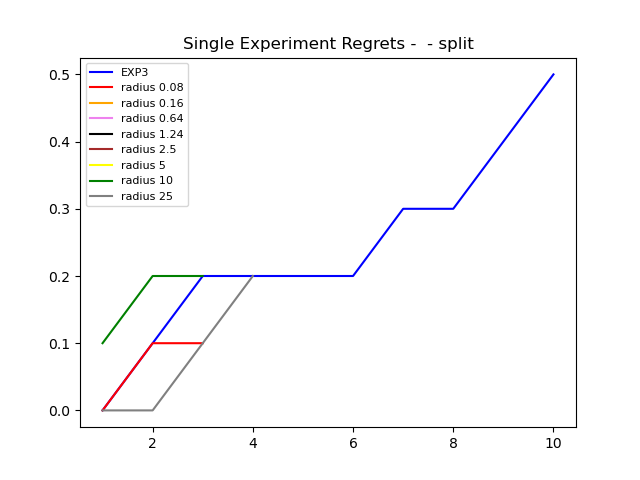 Single Experiment Regrets -  - split
EXP3
radius 0.08
radius 0.16
radius 0.64
radius 1.24
radius 2.5
radius 5
radius 10
radius 25
0.5
0.4
0.3
0.2
0.1
0.0
2 4 6 8 10